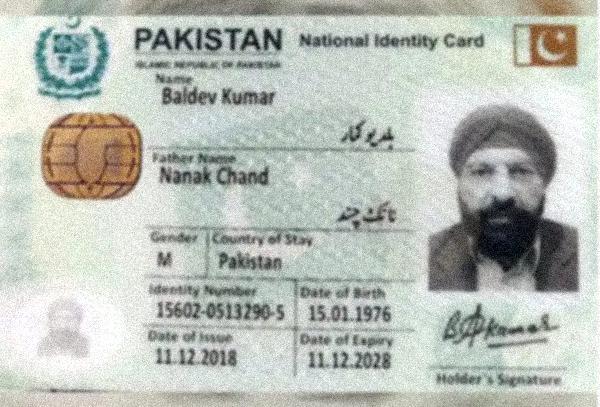 PAKISTAN National Identity Card
ISLAMIC REPUBLIC OF PAKISTAN
Name
Baldev Kumar
بلدیو کمار
Father Name
Nanak Chand
نانک چند
Gender Country of Stay
M Pakistan
Identity Number Date of Birth
15602-0513290-5 15.01.1976
Date of Issue Date of Expiry
11.12.2018 11.12.2028
Kumar
Holder's Signature